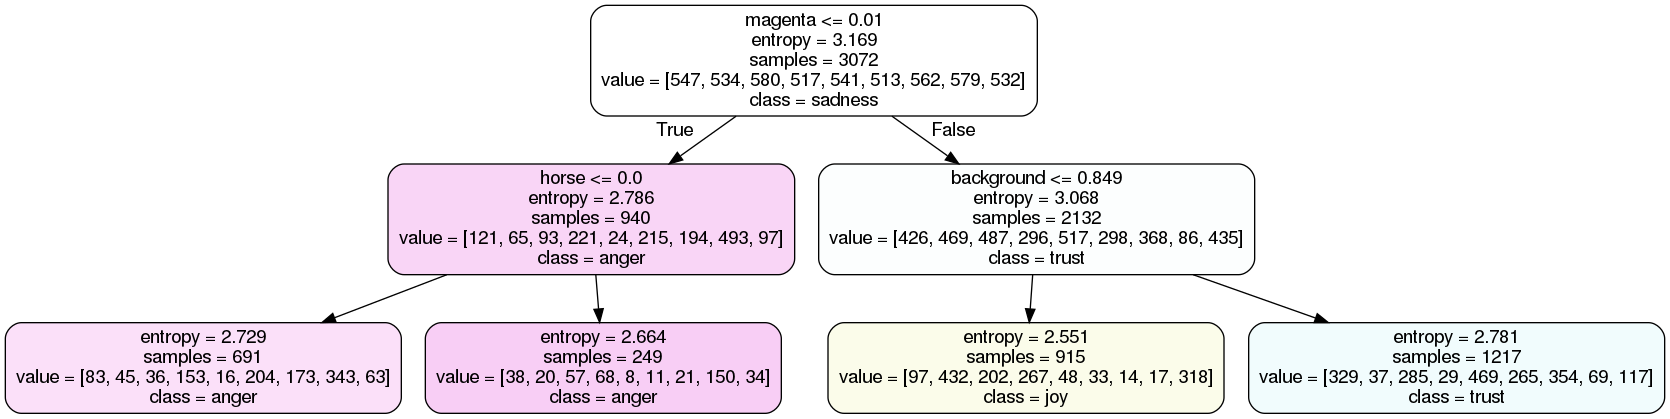 magenta <= 0.01
entropy = 3.169
samples = 3072
value = [547, 534, 580, 517, 541, 513, 562, 579, 532]
class = sadness
True
False
horse <= 0.0
entropy = 2.786
samples = 940
value = [121, 65, 93, 221, 24, 215, 194, 493, 97]
class = anger
background <= 0.849
entropy = 3.068
samples = 2132
value = [426, 469, 487, 296, 517, 298, 368, 86, 435]
class = trust
entropy = 2.729
samples = 691
value = [83, 45, 36, 153, 16, 204, 173, 343, 63]
class = anger
entropy = 2.664
samples = 249
value = [38, 20, 57, 68, 8, 11, 21, 150, 34]
class = anger
entropy = 2.551
samples = 915
value = [97, 432, 202, 267, 48, 33, 14, 17, 318]
class = joy
entropy = 2.781
samples = 1217
value = [329, 37, 285, 29, 469, 265, 354, 69, 117]
class = trust